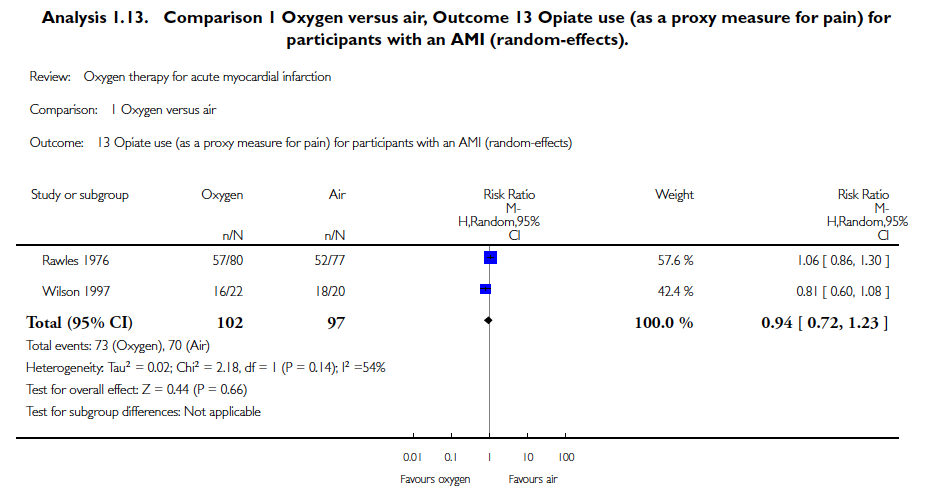 Analysis 1.13. Comparison 1 Oxygen versus air, Outcome 13 Opiate use (as a proxy measure for pain) for
participants with an AMI (random-effects).
Review: Oxygen therapy for acute myocardial infarction
Comparison: 1 Oxygen versus air
Outcome: 13 Opiate use (as a proxy measure for pain) for participants with an AMI (random-effects)
Study or subgroup Oxygen Air Risk Ratio Weight Risk Ratio
M- M-
H,Random,95% H,Random,95%
n/N n/N CI CI
Rawles 1976 57/80 52/77 57.6 % 1.06 [ 0.86, 1.30 ]
Wilson 1997 16/22 18/20 42.4 % 0.81 [ 0.60, 1.08 ]
Total (95% CI) 102 97 100.0 % 0.94 [ 0.72, 1.23 ]
Total events: 73 (Oxygen), 70 (Air)
Heterogeneity: Tau² = 0.02; Chi² = 2.18, df = 1 (P = 0.14); I² =54%
Test for overall effect: Z = 0.44 (P = 0.66)
Test for subgroup differences: Not applicable
0.01 0.1 1 10 100
Favours oxygen Favours air